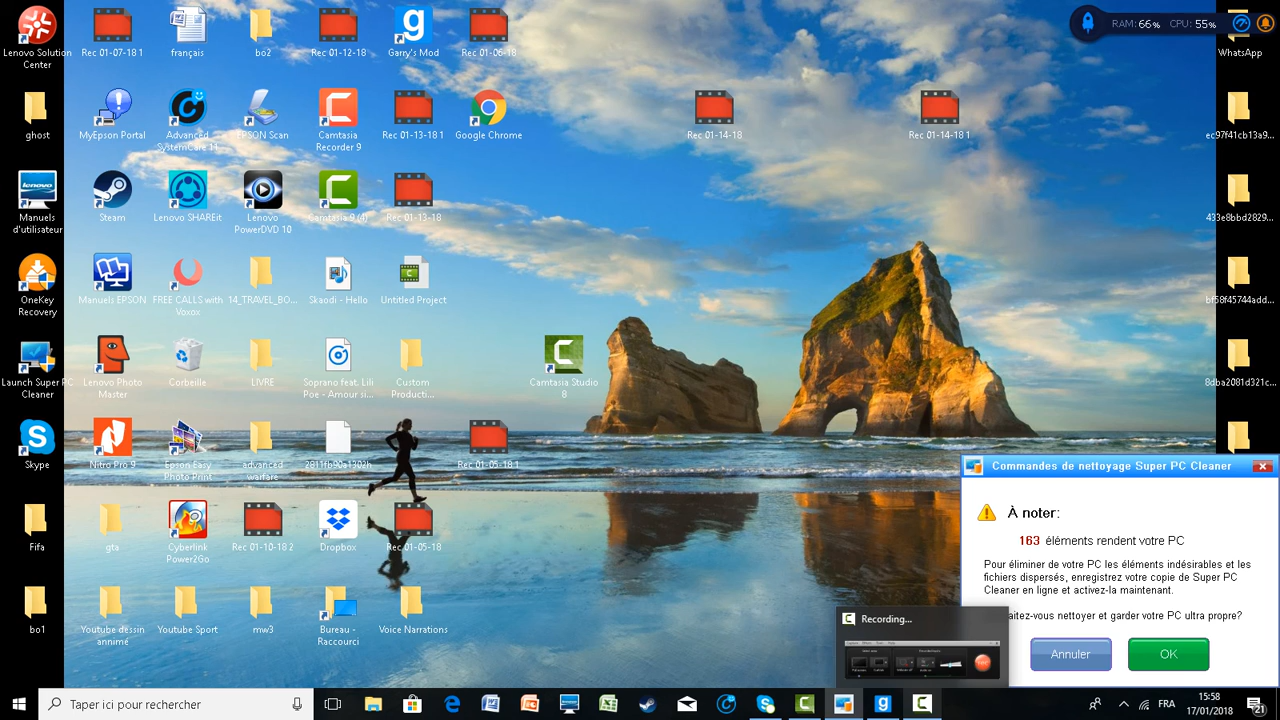 Lenovo Solution
Center
Rec 01-07-18 1
français
bo2
Rec 01-12-18
Garry's Mod
Rec 01-06-18
RAM: 66% CPU: 55%
WhatsApp
ghost
MyEpson Portal
Advanced
SystemCare 11
EPSON Scan
Camtasia
Recorder 9
Rec 01-13-18 1
Google Chrome
Rec 01-14-18
Rec 01-14-18 1
ec97f41cb13a9...
Manuels
d'utilisateur
Steam
Lenovo SHAREit
Lenovo
PowerDVD 10
Camtasia 9 (4)
Rec 01-13-18
433e8bbd2829...
OneKey
Recovery
Manuels EPSON
FREE CALLS with
Voxox
14_TRAVEL_BO...
Skaodi - Hello
Untitled Project
bf58f45744add...
Launch Super PC
Cleaner
Lenovo Photo
Master
Corbeille
LIVRE
Soprano feat. Lili
Poe - Amour si...
Custom
Producti...
Camtasia Studio
8
8dba2081d321c...
Skype
Nitro Pro 9
Epson Easy
Photo Print
advanced
warfare
2811fb90a1302h
Rec 01-05-18 1
Fifa
gta
Cyberlink
Power2Go
Rec 01-10-18 2
Dropbox
Rec 01-05-18
bo1
Youtube dessin
annimé
Youtube Sport
mw3
Bureau -
Raccourci
Voice Narrations
Commandes de nettoyage Super PC Cleaner
À noter:
163 éléments rendent votre PC
Pour éliminer de votre PC les éléments indésirables et les
fichiers dispersés, enregistrez votre copie de Super PC
Cleaner en ligne et activez-la maintenant.
nettoyer et garder votre PC ultra propre?
Annuler
OK
Recording...
Taper ici pour rechercher
FRA
15:58
17/01/2018
21